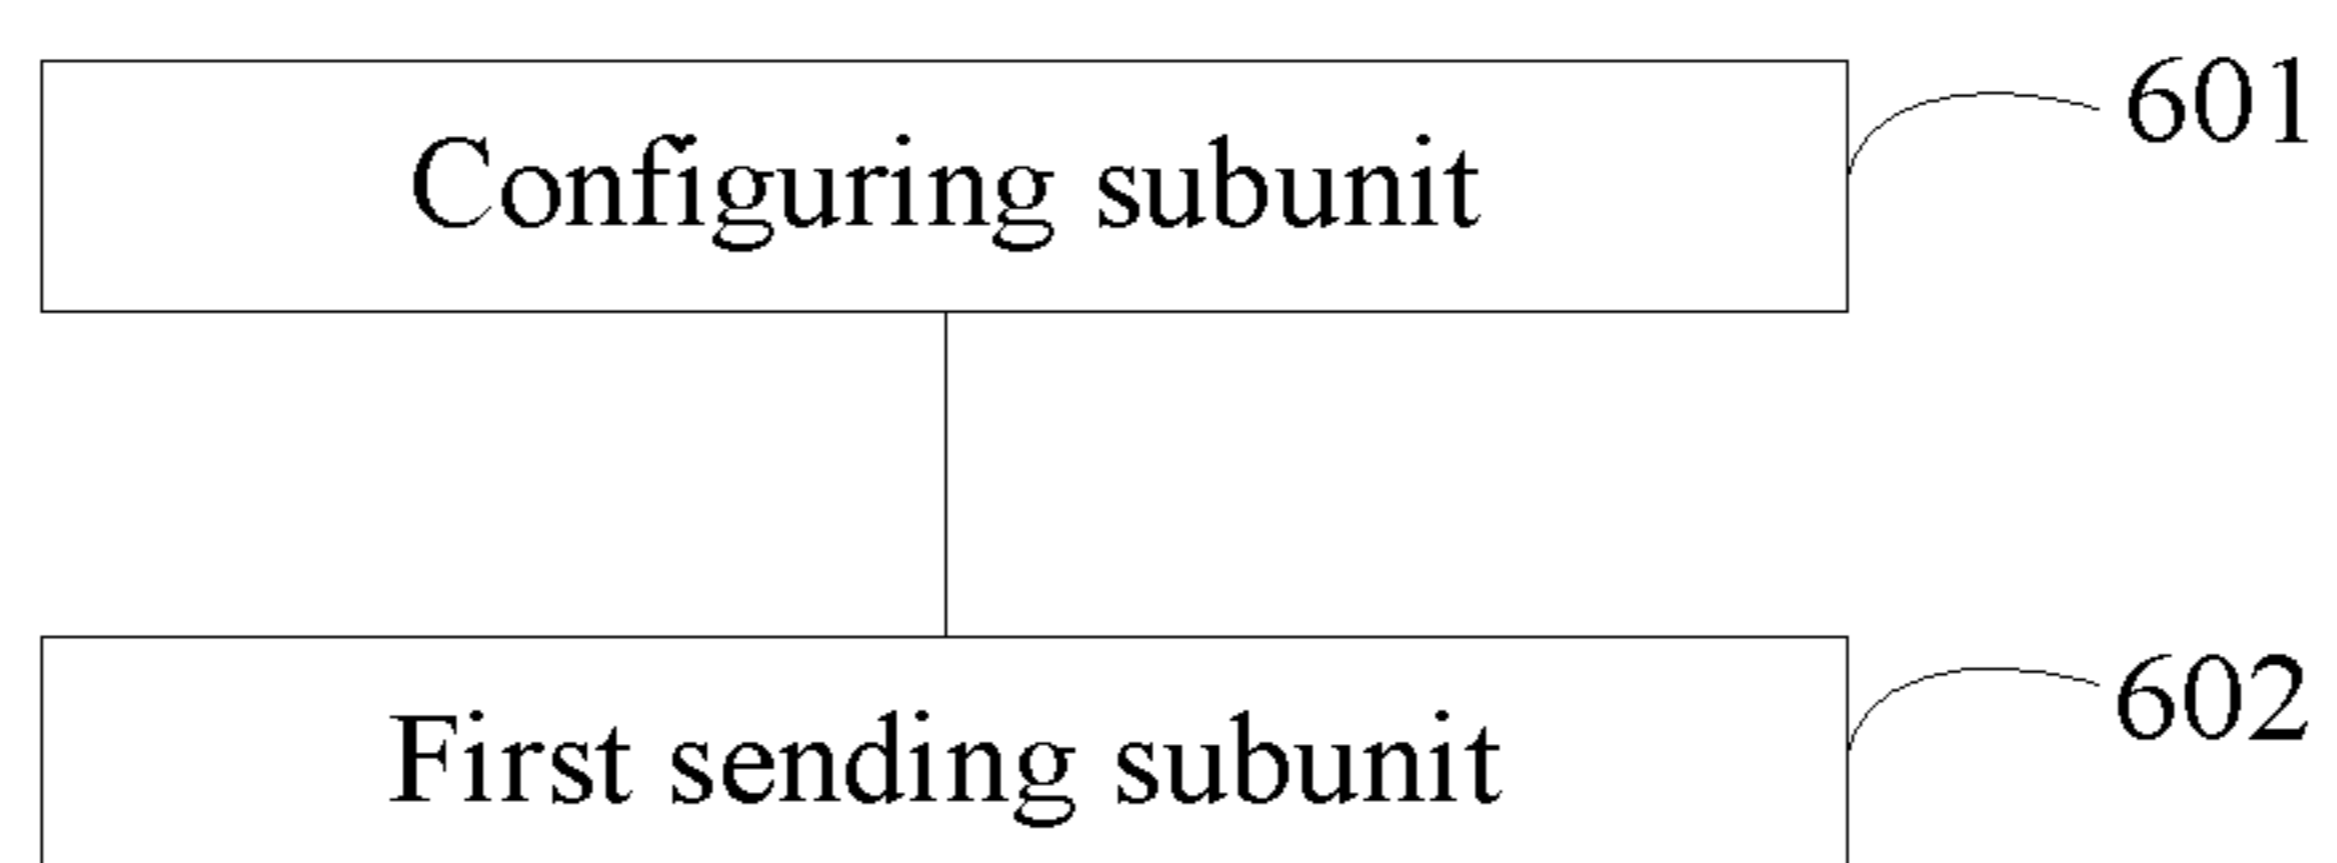 Configuring subunit
601
First sending subunit
602